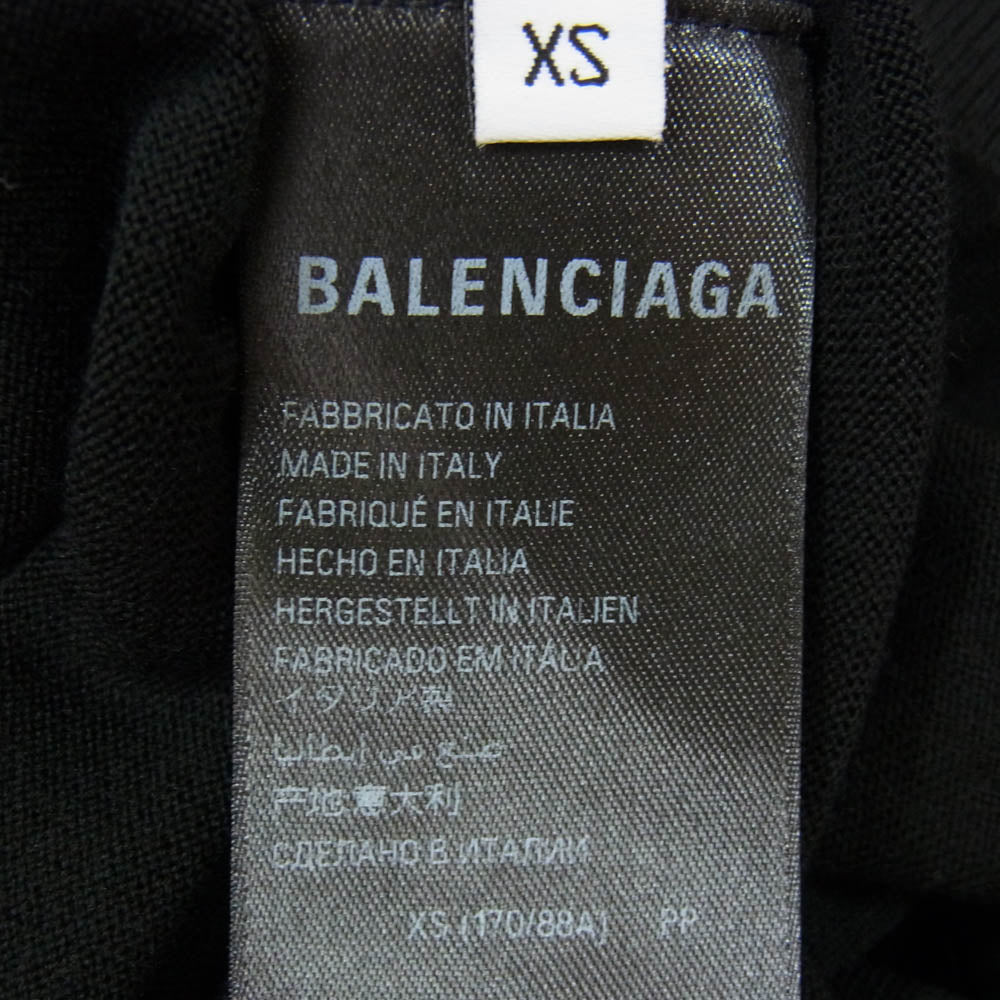 XS
BALENCIAGA
FABBRICATO IN ITALIA
MADE IN ITALY
FABRIQUÉ EN ITALIE
HECHO EN ITALIA
HERGESTELLT IN ITALIEN
FABRICADO EM ITÁLIA
イタリア製
صنع في إيطاليا
产地意大利
СДЕЛАНО В ИТАЛИИ
XS (170/88A) PP